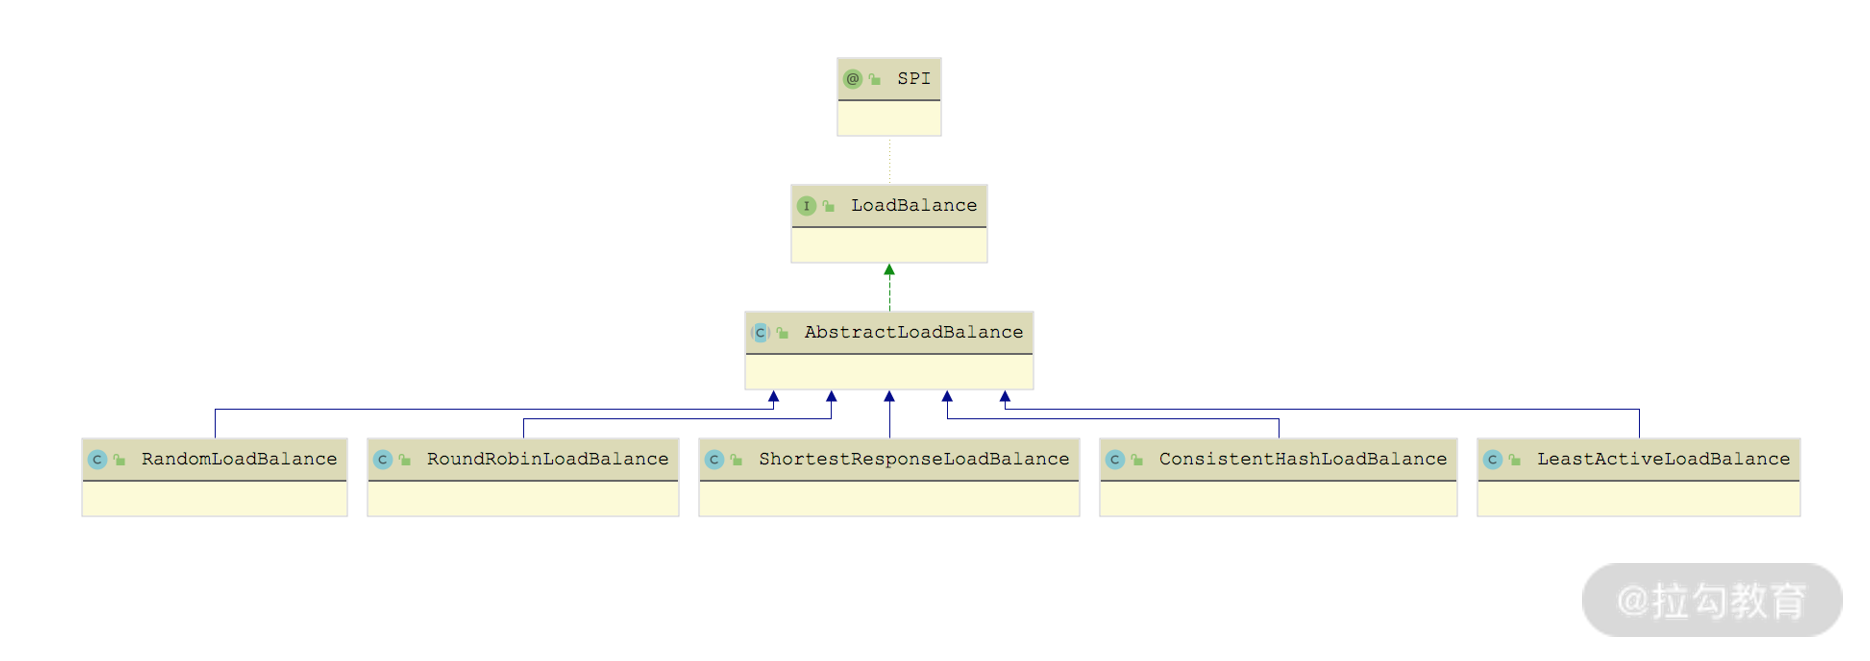 @ SPI
I LoadBalance
C AbstractLoadBalance
C RandomLoadBalance
C RoundRobinLoadBalance
C ShortestResponseLoadBalance
C ConsistentHashLoadBalance
C LeastActiveLoadBalance
@拉勾教育